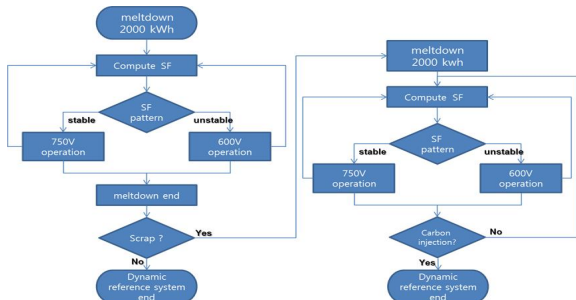 meltdown
2000 kWh
Compute SF
SF
pattern
stable
unstable
750V
operation
600V
operation
meltdown end
Scrap ?
Yes
No
Dynamic
reference system
end
meltdown
2000 kwh
Compute SF
SF
pattern
stable
unstable
750V
operation
600V
operation
Carbon
injection?
No
Yes
Dynamic
reference system
end